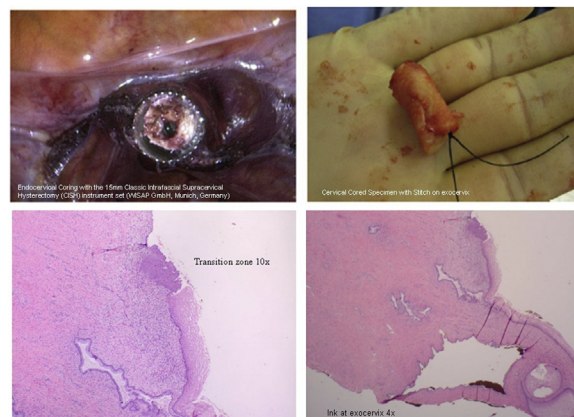 Endocervical Coring with the 15mm Classic Intrafascial Supracervical
Hysterectomy (CISH) instrument set (WISAP GmbH, Munich, Germany)
Cervical Cored Specimen with Stitch on exocervix.
Transition zone 10x
Ink at exocervix 4x